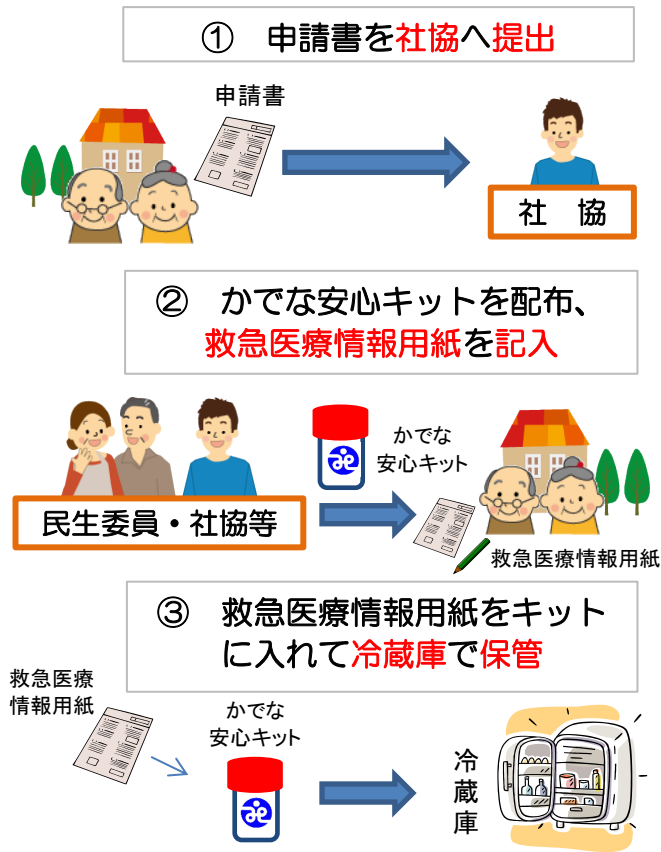 ① 申請書を社協へ提出
申請書
社 協
② かでな安心キットを配布、
救急医療情報用紙を記入
かでな
安心キット
民生委員・社協等
救急医療情報用紙
③ 救急医療情報用紙をキット
に入れて冷蔵庫で保管
救急医療
情報用紙
かでな
安心キット
冷蔵庫